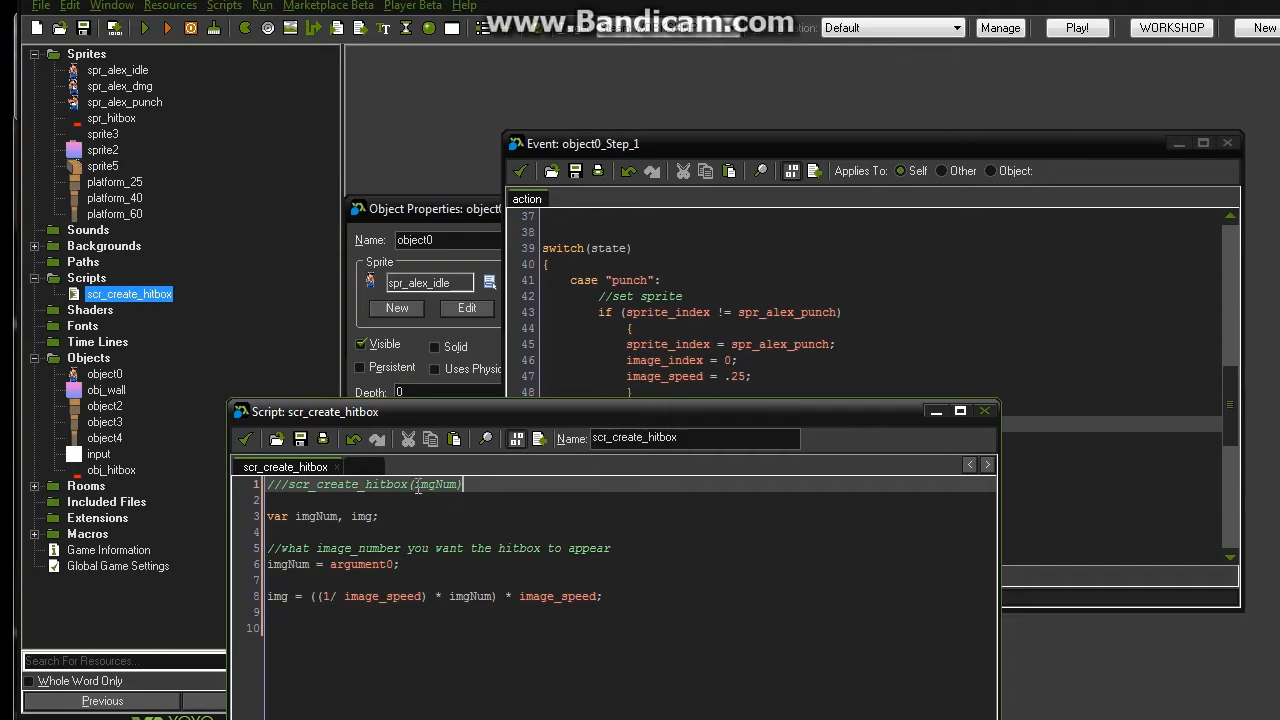 www.Bandicam.com
File Edit Window Resources Scripts Run Marketplace Beta Player Beta Help
Default Manage Play! WORKSHOP New
Sprites
spr_alex_idle
spr_alex_dmg
spr_alex_punch
spr_hitbox
sprite3
sprite2
sprite5
platform_25
platform_40
platform_60
Sounds
Backgrounds
Paths
Scripts
scr_create_hitbox
Shaders
Fonts
Time Lines
Objects
object0
obj_wall
object2
object3
object4
input
obj_hitbox
Rooms
Included Files
Extensions
Macros
Game Information
Global Game Settings
Search For Resources...
Whole Word Only
Previous
Object Properties: object0
Name: object0
Sprite
spr_alex_idle
New Edit
Visible Solid
Persistent Uses Physic
Depth: 0
Event: object0_Step_1
Applies To: Self Other Object:
action
37
38
39 switch(state)
40 {
41 case "punch":
42 //set sprite
43 if (sprite_index != spr_alex_punch)
44 {
45 sprite_index = spr_alex_punch;
46 image_index = 0;
47 image_speed = .25;
48 }
Script: scr_create_hitbox
Name: scr_create_hitbox
scr_create_hitbox
1 ///scr_create_hitbox(imgNum)
2
3 var imgNum, img;
4
5 //what image_number you want the hitbox to appear
6 imgNum = argument0;
7
8 img = ((1/ image_speed) * imgNum) * image_speed;
9
10